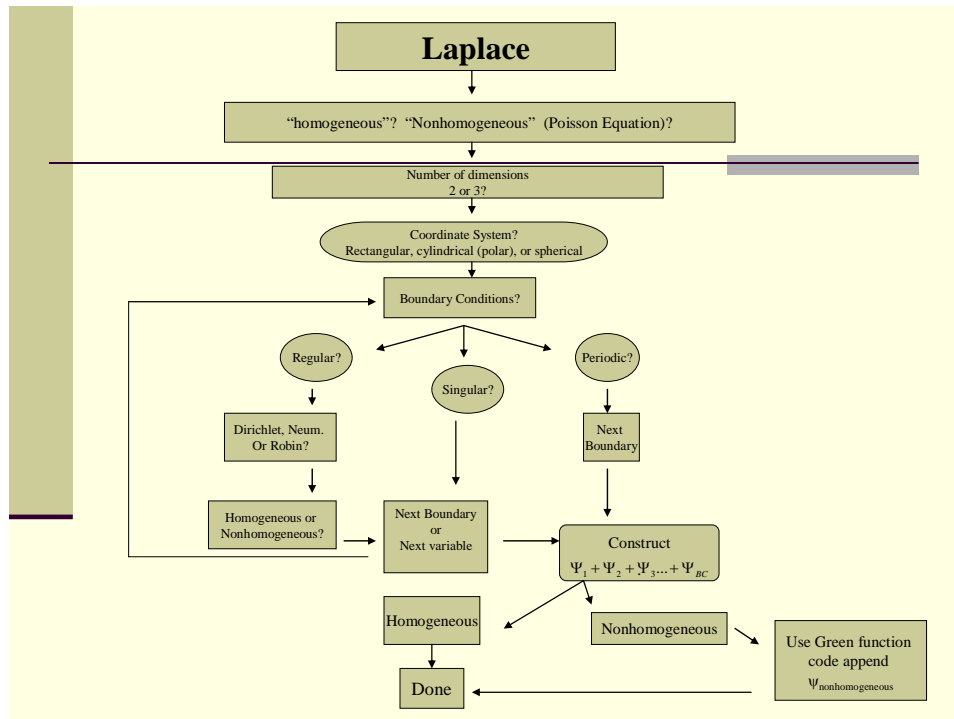 Laplace
“homogeneous”? “Nonhomogeneous” (Poisson Equation)?
Number of dimensions
2 or 3?
Coordinate System?
Rectangular, cylindrical (polar), or spherical
Boundary Conditions?
Regular?
Singular?
Periodic?
Dirichlet, Neum.
Or Robin?
Next
Boundary
Homogeneous or
Nonhomogeneous?
Next Boundary
or
Next variable
Construct
Ψ₁ + Ψ₂ + Ψ₃... + Ψ_BC
Homogeneous
Nonhomogeneous
Use Green function
code append
Ψnonhomogeneous
Done